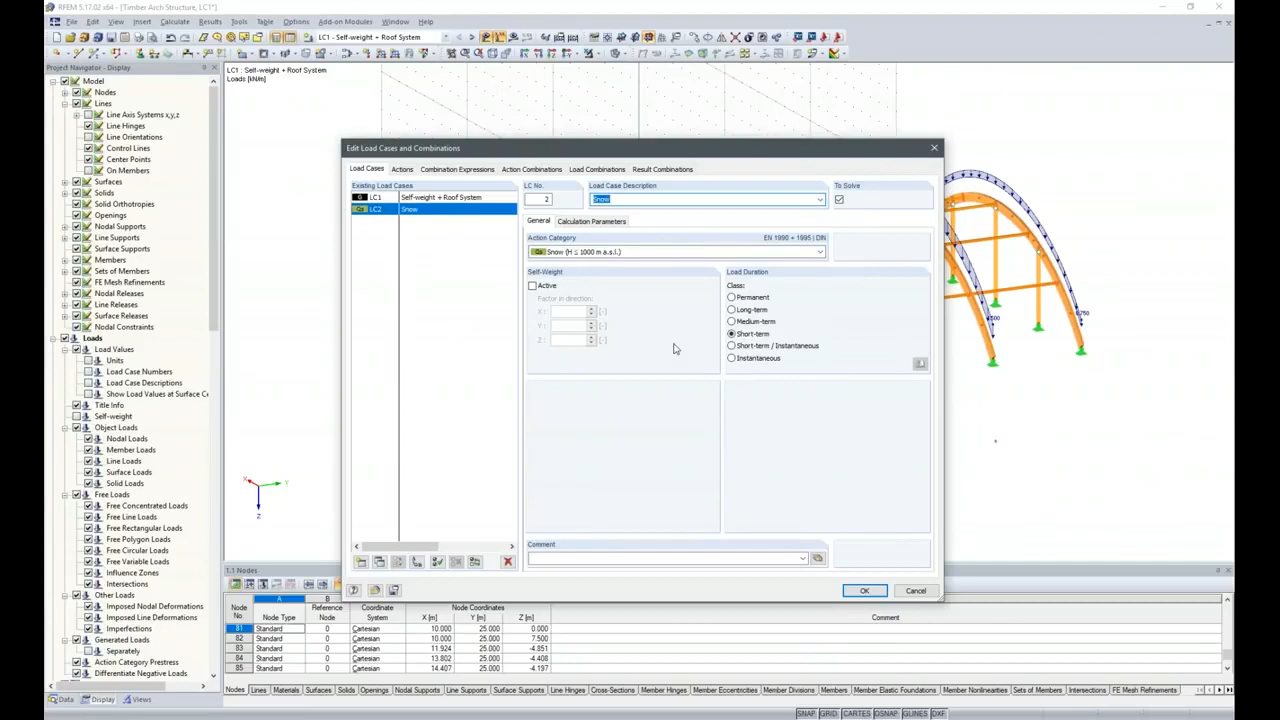 RFEM 5.17.02 x64 - [Timber Arch Structure, LC1*]
File Edit View Insert Calculate Results Tools Table Options Add-on Modules Window Help
LC1 - Self-weight + Roof System
Project Navigator - Display
Model
Nodes
Lines
Line Axis Systems x,y,z
Line Hinges
Line Orientations
Control Lines
Center Points
On Members
Surfaces
Solids
Solid Orthotropies
Openings
Nodal Supports
Line Supports
Surface Supports
Members
Sets of Members
FE Mesh Refinements
Nodal Releases
Line Releases
Surface Releases
Nodal Constraints
Loads
Load Values
Units
Load Case Numbers
Load Case Descriptions
Show Load Values at Surface Ce
Title Info
Self-weight
Object Loads
Nodal Loads
Member Loads
Line Loads
Surface Loads
Solid Loads
Free Loads
Free Concentrated Loads
Free Line Loads
Free Rectangular Loads
Free Polygon Loads
Free Circular Loads
Free Variable Loads
Influence Zones
Intersections
Other Loads
Imposed Nodal Deformations
Imposed Line Deformations
Imperfections
Generated Loads
Separately
Action Category Prestress
Differentiate Negative Loads
Data Display Views
LC1 : Self-weight + Roof System
Loads [kN/m]
X Y
Z
0.750
Edit Load Cases and Combinations
Load Cases Actions Combination Expressions Action Combinations Load Combinations Result Combinations
Existing Load Cases
G LC1 Self-weight + Roof System
Qs LC2 Snow
LC No.
2
Load Case Description
Snow
To Solve
General Calculation Parameters
Action Category EN 1990 + 1995 | DIN
Qs Snow (H ≤ 1000 m a.s.l.)
Self-Weight
Active
Factor in direction:
X : [-]
Y : [-]
Z : [-]
Load Duration
Class:
Permanent
Long-term
Medium-term
Short-term
Short-term / Instantaneous
Instantaneous
Comment
OK Cancel
1.1 Nodes
A B
Node No Node Type Reference Node Coordinate System Node Coordinates X [m] Y [m] Z [m] Comment
81 Standard 0 Cartesian 10.000 25.000 0.000
82 Standard 0 Cartesian 10.000 25.000 7.500
83 Standard 0 Cartesian 11.924 25.000 -4.851
84 Standard 0 Cartesian 13.802 25.000 -4.408
85 Standard 0 Cartesian 14.407 25.000 -4.197
Nodes Lines Materials Surfaces Solids Openings Nodal Supports Line Supports Surface Supports Line Hinges Cross-Sections Member Hinges Member Eccentricities Member Divisions Members Member Elastic Foundations Member Nonlinearities Sets of Members Intersections FE Mesh Refinements
SNAP GRID CARTES OSNAP GLINES DXF